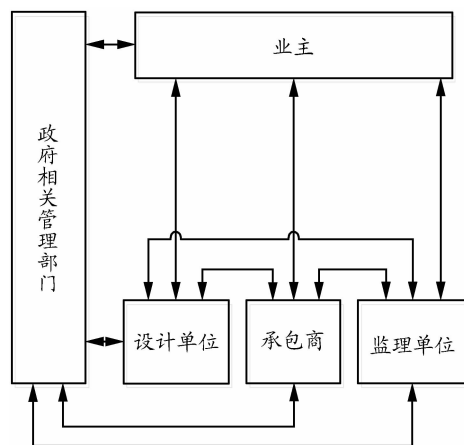 业主
政府相关管理部门
设计单位
承包商
监理单位